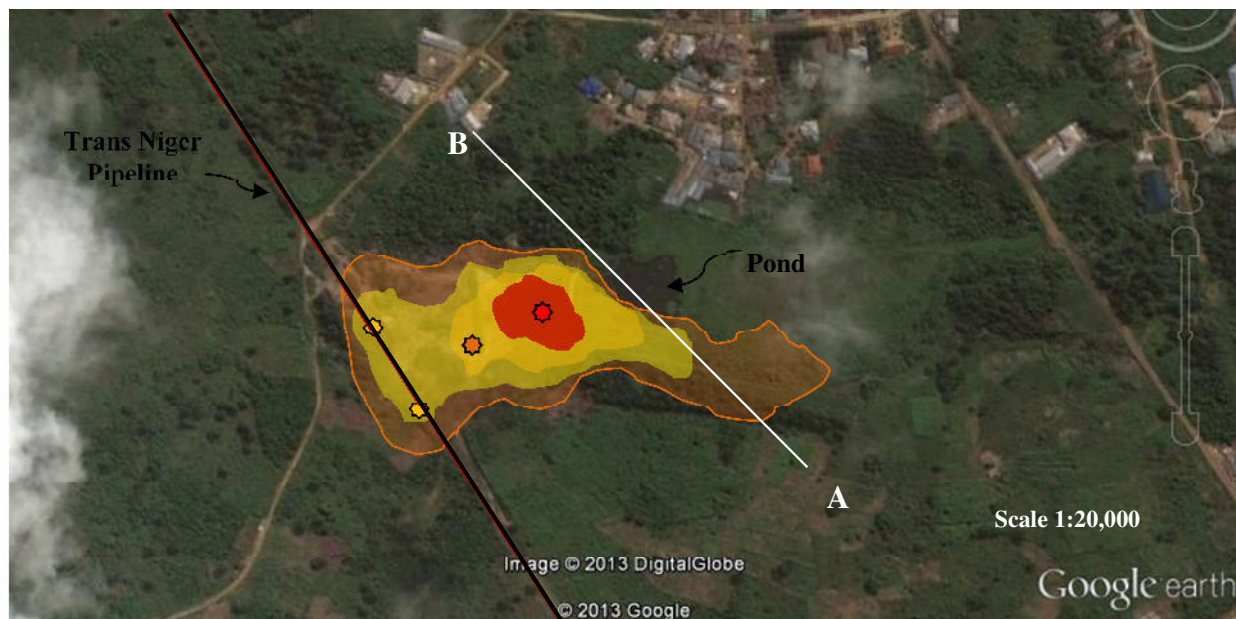 Trans Niger
Pipeline
B
Pond
A
Scale 1:20,000
Image © 2013 DigitalGlobe
Google earth
© 2013 Google